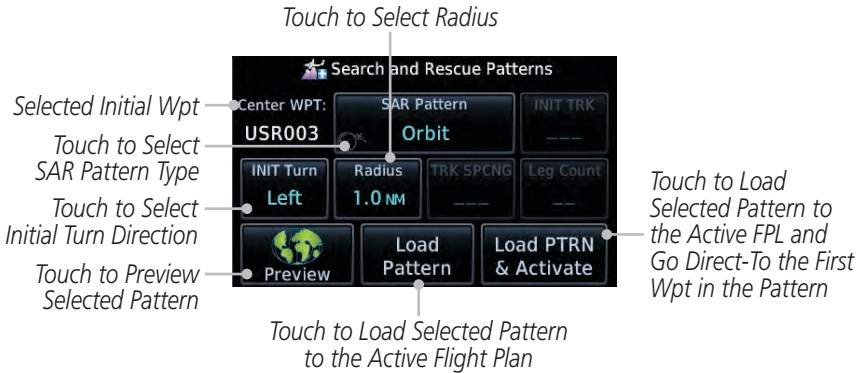 Touch to Select Radius
Search and Rescue Patterns
Selected Initial Wpt
Center WPT:
USR003
SAR Pattern
Orbit
INIT TRK
___
Touch to Select
SAR Pattern Type
INIT Turn
Left
Radius
1.0 NM
TRK SPCNG
___
Leg Count
__
Touch to Select
Initial Turn Direction
Touch to Load
Selected Pattern to
the Active FPL and
Go Direct-To the First
Wpt in the Pattern
Preview
Load
Pattern
Load PTRN
& Activate
Touch to Preview
Selected Pattern
Touch to Load Selected Pattern
to the Active Flight Plan